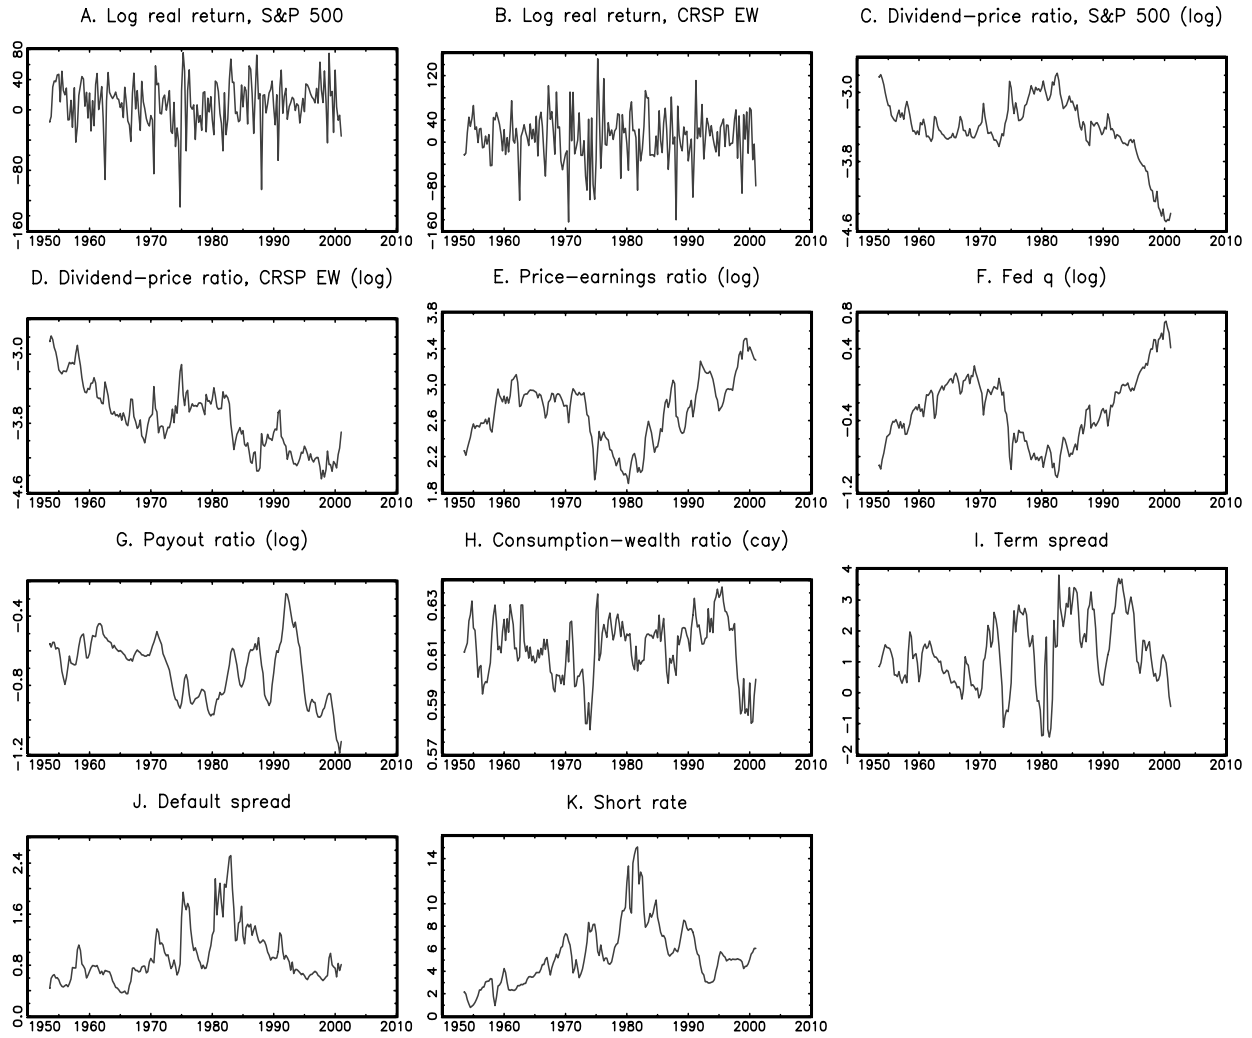 A. Log real return, S&P 500
B. Log real return, CRSP EW
C. Dividend−price ratio, S&P 500 (log)
80
40
0
−80
−160
1950 1960 1970 1980 1990 2000 2010
120
40
0
−80
−160
1950 1960 1970 1980 1990 2000 2010
−3.0
−3.8
−4.6
1950 1960 1970 1980 1990 2000 2010
D. Dividend−price ratio, CRSP EW (log)
E. Price−earnings ratio (log)
F. Fed q (log)
−3.0
−3.8
−4.6
1950 1960 1970 1980 1990 2000 2010
3.8
3.4
3.0
2.6
2.2
1.8
1950 1960 1970 1980 1990 2000 2010
0.8
0.4
−0.4
−1.2
1950 1960 1970 1980 1990 2000 2010
G. Payout ratio (log)
H. Consumption−wealth ratio (cay)
I. Term spread
−0.4
−0.8
−1.2
1950 1960 1970 1980 1990 2000 2010
0.63
0.61
0.59
0.57
1950 1960 1970 1980 1990 2000 2010
4
3
2
1
0
−1
−2
1950 1960 1970 1980 1990 2000 2010
J. Default spread
K. Short rate
2.4
1.6
0.8
0.0
1950 1960 1970 1980 1990 2000 2010
14
10
8
6
4
2
0
1950 1960 1970 1980 1990 2000 2010